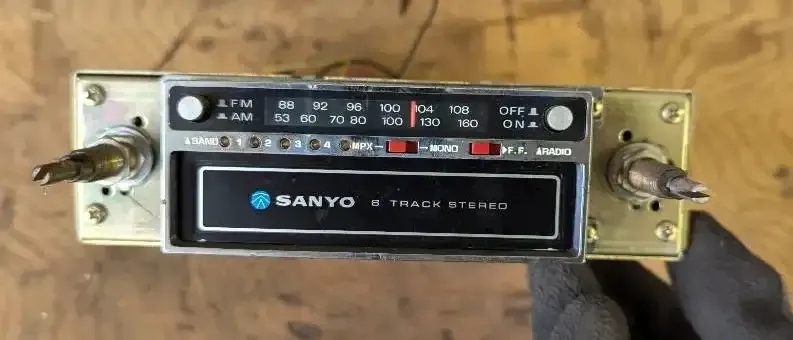 FM 88 92 96 100 104 108 OFF
AM 53 60 70 80 100 130 160 ON
BAND 1 2 3 4 MPX MONO F.F. RADIO
SANYO 8 TRACK STEREO